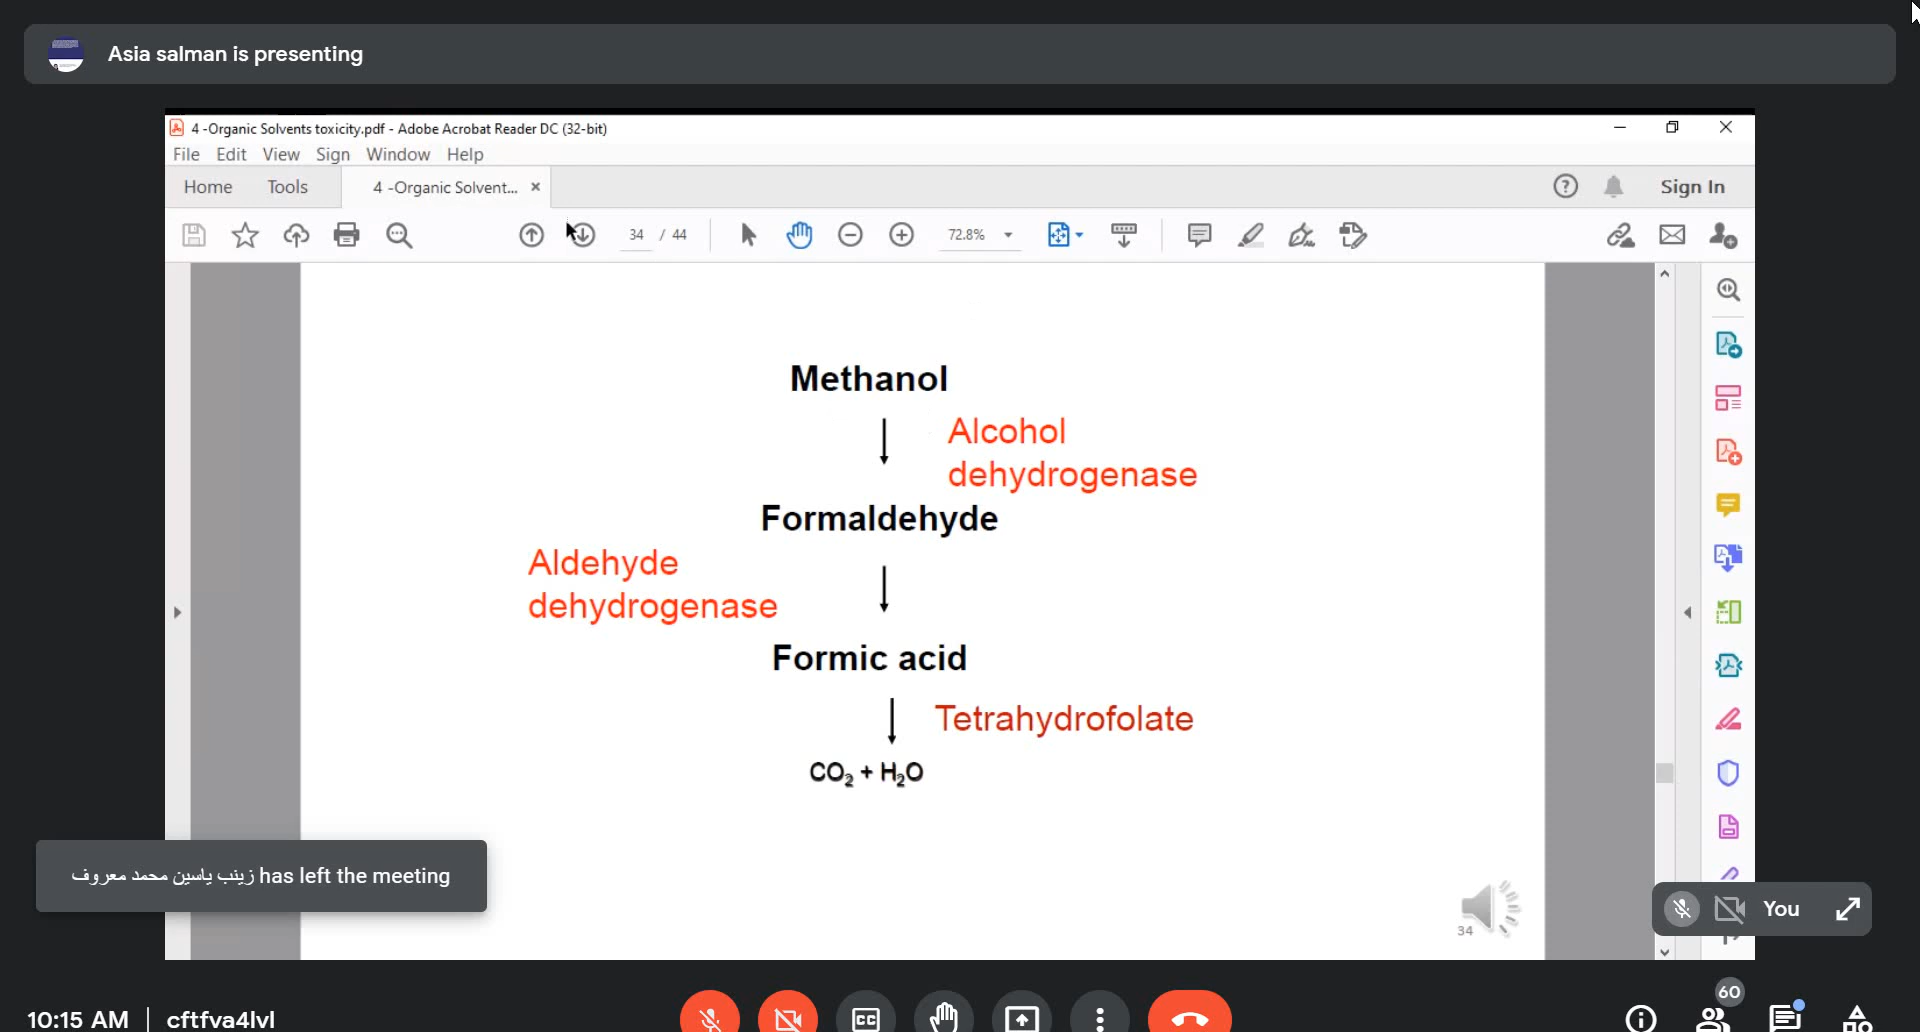 Asia salman is presenting
4 -Organic Solvents toxicity.pdf - Adobe Acrobat Reader DC (32-bit)
File Edit View Sign Window Help
Home Tools 4 -Organic Solvent... × Sign In
34 / 44 72.8%
Methanol
Alcohol
dehydrogenase
Formaldehyde
Aldehyde
dehydrogenase
Formic acid
Tetrahydrofolate
CO₂ + H₂O
زينب ياسين محمد معروف has left the meeting
34
You
60
10:15 AM | cftfva4lvl
CC